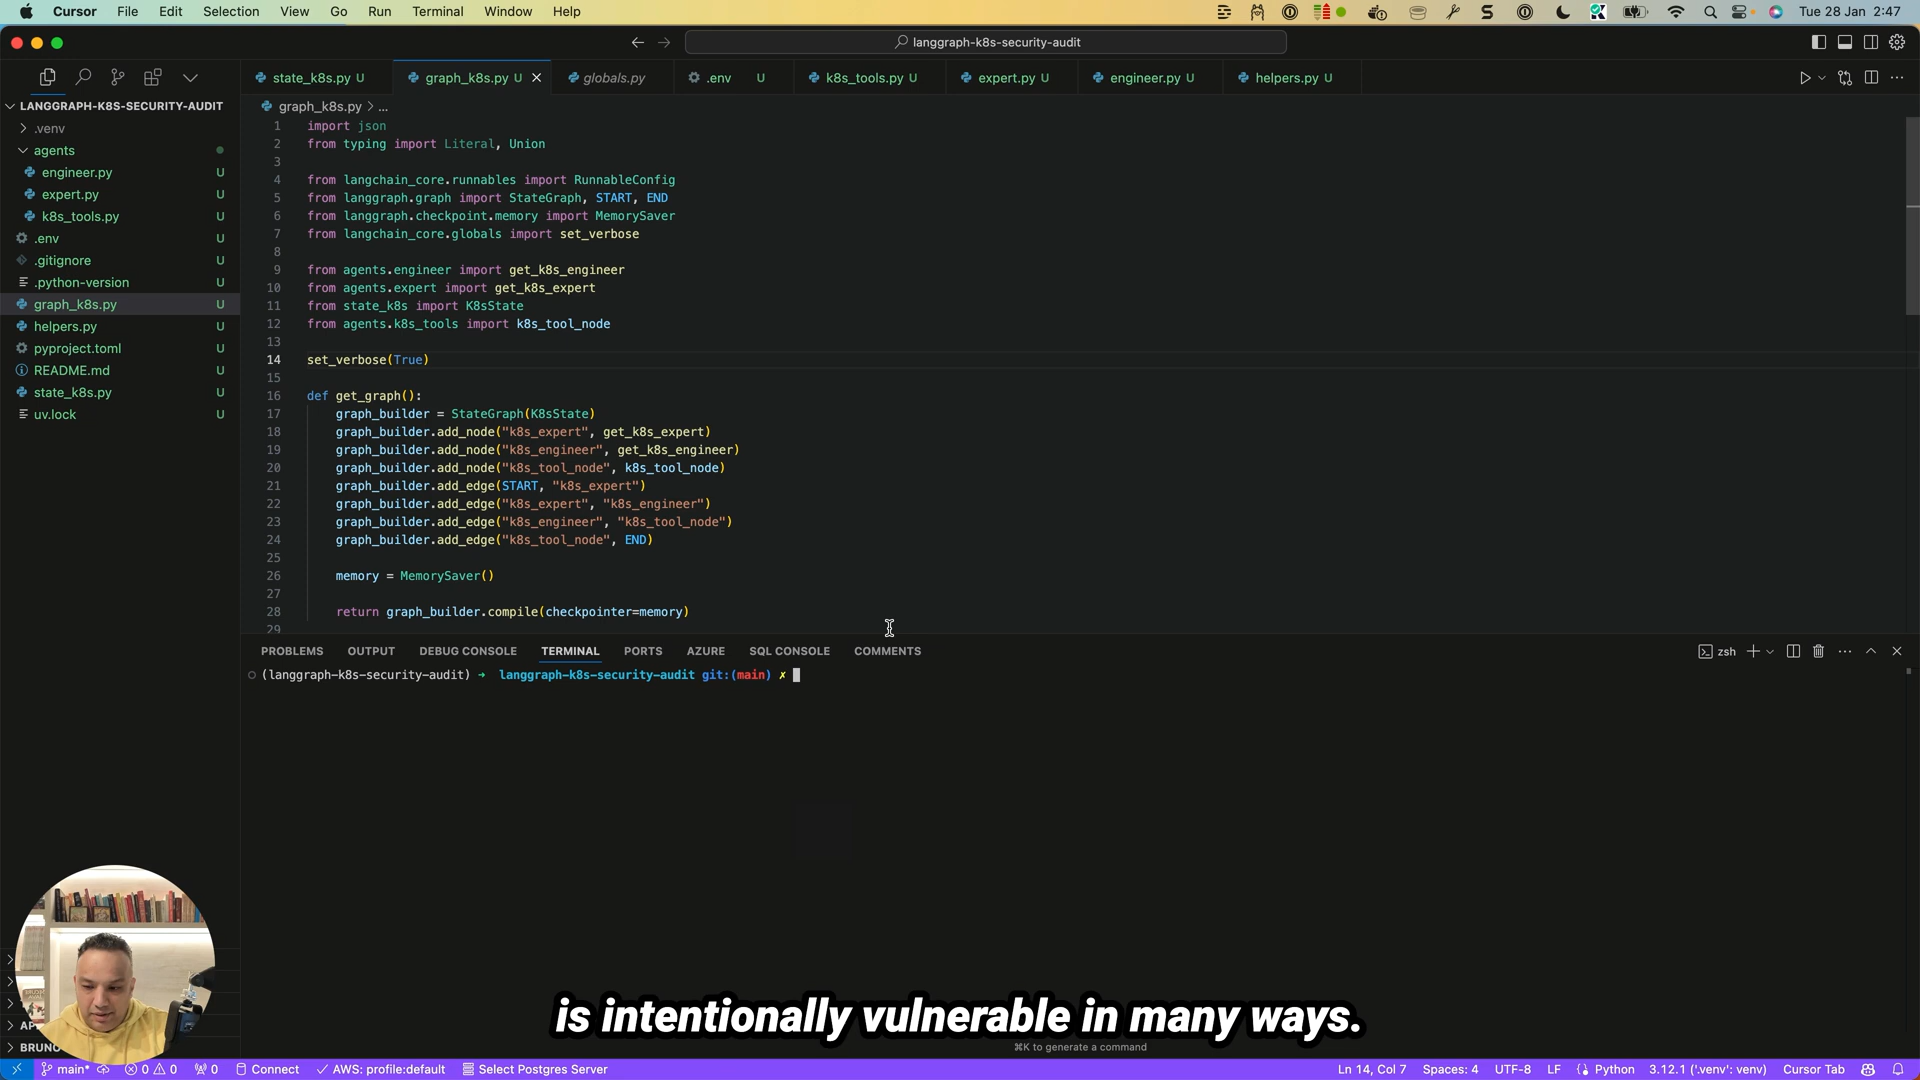 Cursor File Edit Selection View Go Run Terminal Window Help
Tue 28 Jan 2:47
langgraph-k8s-security-audit
state_k8s.py U
graph_k8s.py U
globals.py
.env U
k8s_tools.py U
expert.py U
engineer.py U
helpers.py U
LANGGRAPH-K8S-SECURITY-AUDIT
.venv
agents
engineer.py U
expert.py U
k8s_tools.py U
.env U
.gitignore U
.python-version U
graph_k8s.py U
helpers.py U
pyproject.toml U
README.md U
state_k8s.py U
uv.lock U
graph_k8s.py > ...
1 import json
2 from typing import Literal, Union
3
4 from langchain_core.runnables import RunnableConfig
5 from langgraph.graph import StateGraph, START, END
6 from langgraph.checkpoint.memory import MemorySaver
7 from langchain_core.globals import set_verbose
8
9 from agents.engineer import get_k8s_engineer
10 from agents.expert import get_k8s_expert
11 from state_k8s import K8sState
12 from agents.k8s_tools import k8s_tool_node
13
14 set_verbose(True)
15
16 def get_graph():
17 graph_builder = StateGraph(K8sState)
18 graph_builder.add_node("k8s_expert", get_k8s_expert)
19 graph_builder.add_node("k8s_engineer", get_k8s_engineer)
20 graph_builder.add_node("k8s_tool_node", k8s_tool_node)
21 graph_builder.add_edge(START, "k8s_expert")
22 graph_builder.add_edge("k8s_expert", "k8s_engineer")
23 graph_builder.add_edge("k8s_engineer", "k8s_tool_node")
24 graph_builder.add_edge("k8s_tool_node", END)
25
26 memory = MemorySaver()
27
28 return graph_builder.compile(checkpointer=memory)
29
PROBLEMS OUTPUT DEBUG CONSOLE TERMINAL PORTS AZURE SQL CONSOLE COMMENTS
zsh
(langgraph-k8s-security-audit) → langgraph-k8s-security-audit git:(main) ✗
is intentionally vulnerable in many ways.
⌘K to generate a command
BRUNO
main* 0 0 0 Connect AWS: profile:default Select Postgres Server
Ln 14, Col 7 Spaces: 4 UTF-8 LF Python 3.12.1 ('.venv': venv) Cursor Tab